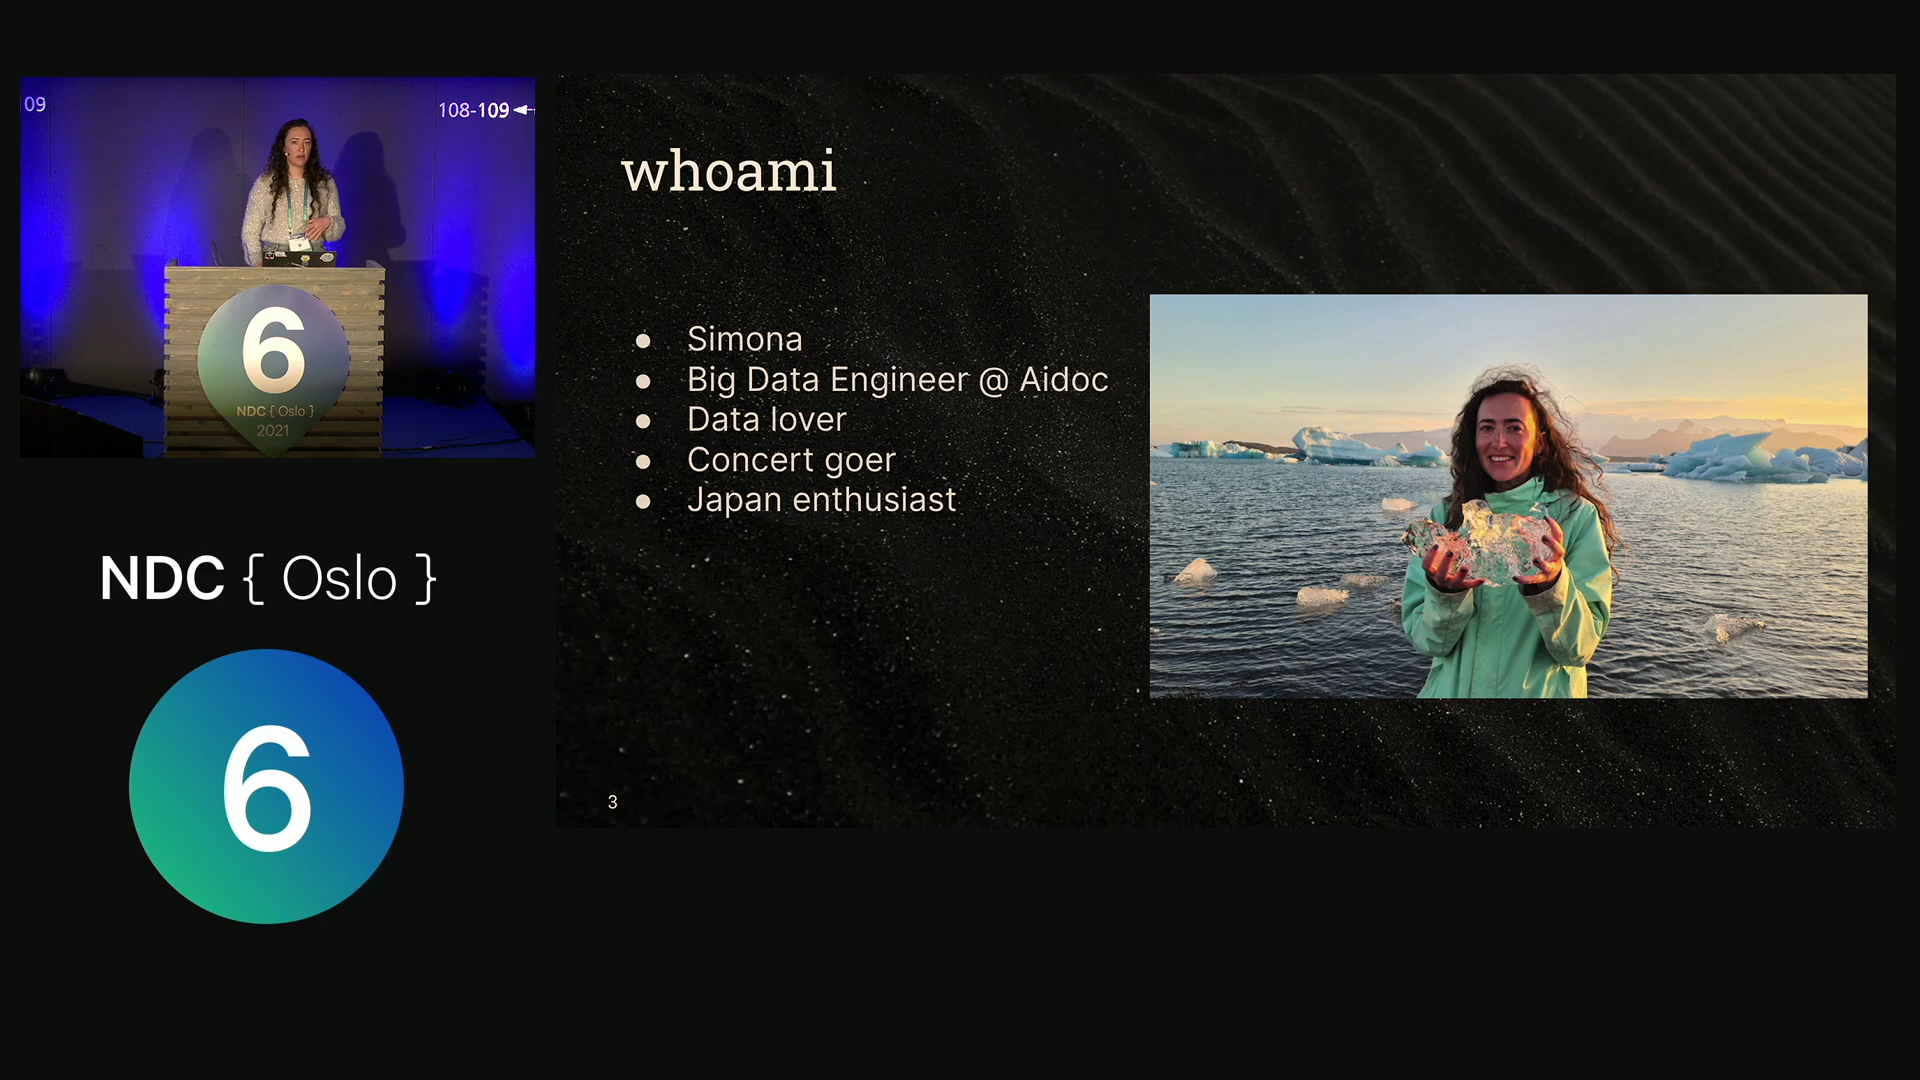 09
108-109
6
NDC { Oslo }
2021
NDC { Oslo }
6
whoami
● Simona
● Big Data Engineer @ Aidoc
● Data lover
● Concert goer
● Japan enthusiast
3